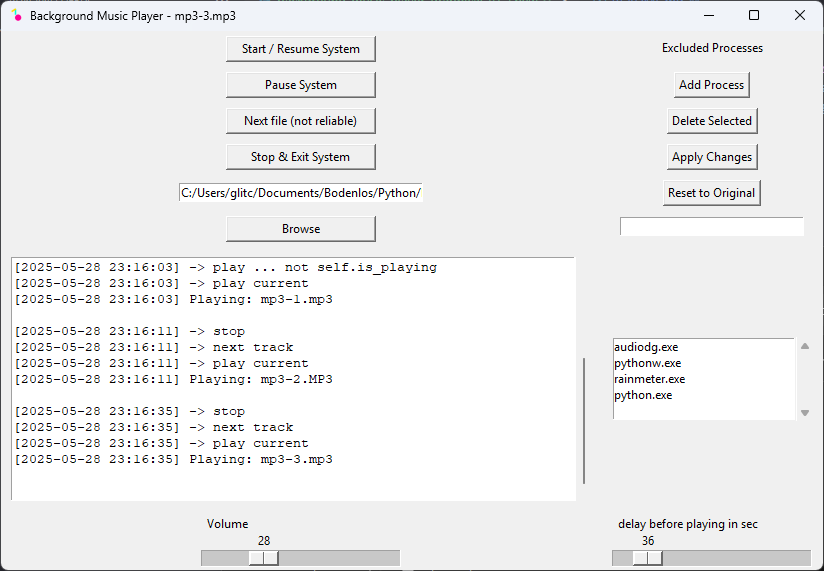 Background Music Player - mp3-3.mp3
Start / Resume System
Pause System
Next file (not reliable)
Stop & Exit System
C:/Users/glitc/Documents/Bodenlos/Python/
Browse
[2025-05-28 23:16:03] -> play ... not self.is_playing
[2025-05-28 23:16:03] -> play current
[2025-05-28 23:16:03] Playing: mp3-1.mp3
[2025-05-28 23:16:11] -> stop
[2025-05-28 23:16:11] -> next track
[2025-05-28 23:16:11] -> play current
[2025-05-28 23:16:11] Playing: mp3-2.MP3
[2025-05-28 23:16:35] -> stop
[2025-05-28 23:16:35] -> next track
[2025-05-28 23:16:35] -> play current
[2025-05-28 23:16:35] Playing: mp3-3.mp3
Volume
28
Excluded Processes
Add Process
Delete Selected
Apply Changes
Reset to Original
audiodg.exe
pythonw.exe
rainmeter.exe
python.exe
delay before playing in sec
36